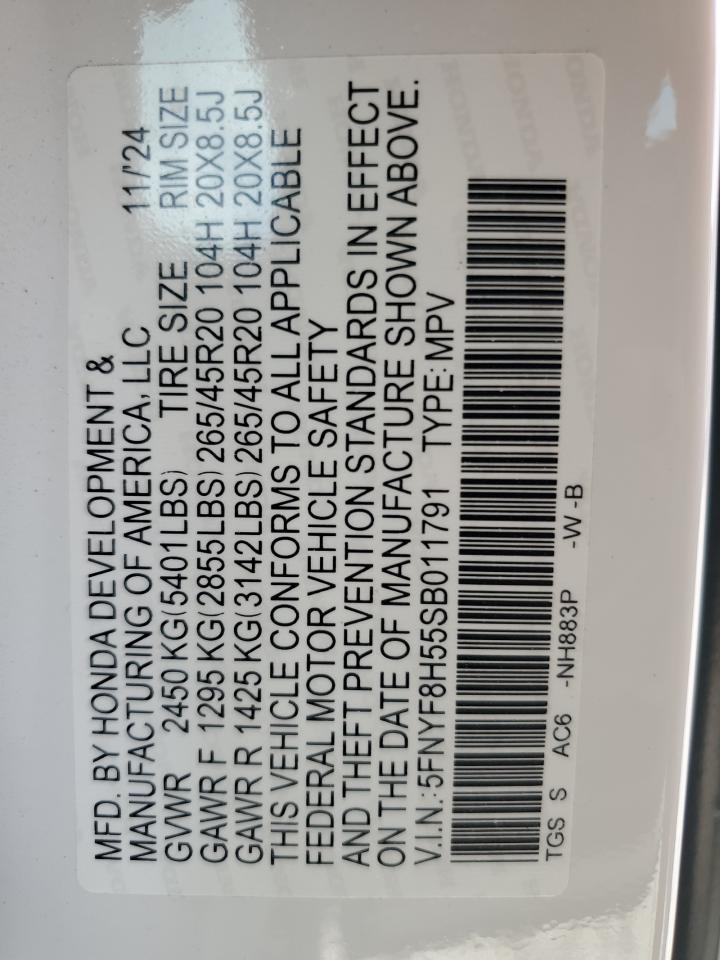 MFD. BY HONDA DEVELOPMENT &
MANUFACTURING OF AMERICA, LLC 11/'24
GVWR 2450 KG(5401LBS) TIRE SIZE RIM SIZE
GAWR F 1295 KG(2855LBS) 265/45R20 104H 20X8.5J
GAWR R 1425 KG(3142LBS) 265/45R20 104H 20X8.5J
THIS VEHICLE CONFORMS TO ALL APPLICABLE
FEDERAL MOTOR VEHICLE SAFETY
AND THEFT PREVENTION STANDARDS IN EFFECT
ON THE DATE OF MANUFACTURE SHOWN ABOVE.
V.I.N.: 5FNYF8H55SB011791 TYPE: MPV
TGS S AC6 -NH883P -W -B